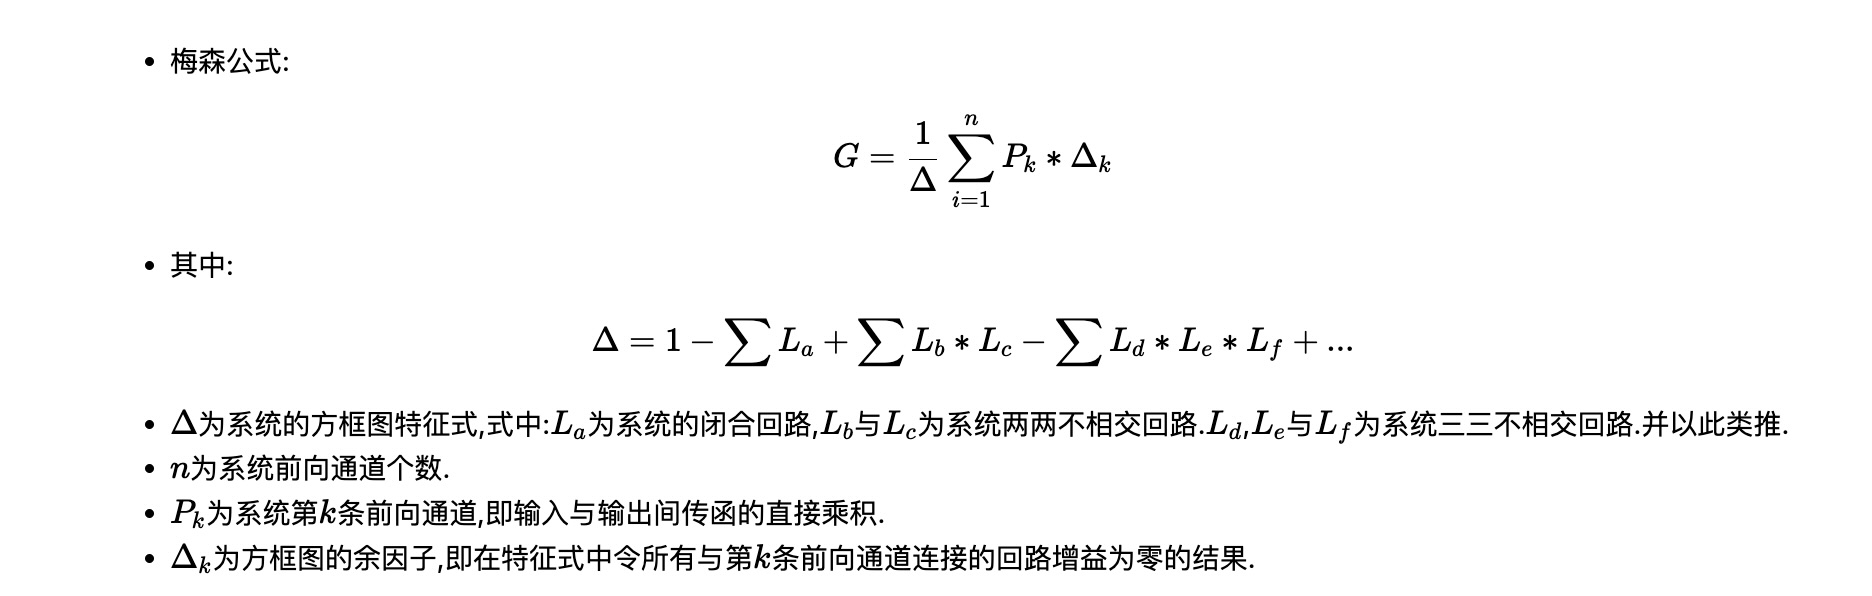 • 梅森公式:
$$G = \frac{1}{\Delta} \sum_{i=1}^{n} P_k * \Delta_k$$
• 其中:
$$\Delta = 1 - \sum L_a + \sum L_b * L_c - \sum L_d * L_e * L_f + ...$$
• $\Delta$为系统的方框图特征式,式中:$L_a$为系统的闭合回路,$L_b$与$L_c$为系统两两不相交回路.$L_d$,$L_e$与$L_f$为系统三三不相交回路.并以此类推.
• $n$为系统前向通道个数.
• $P_k$为系统第$k$条前向通道,即输入与输出间传函的直接乘积.
• $\Delta_k$为方框图的余因子,即在特征式中令所有与第$k$条前向通道连接的回路增益为零的结果.